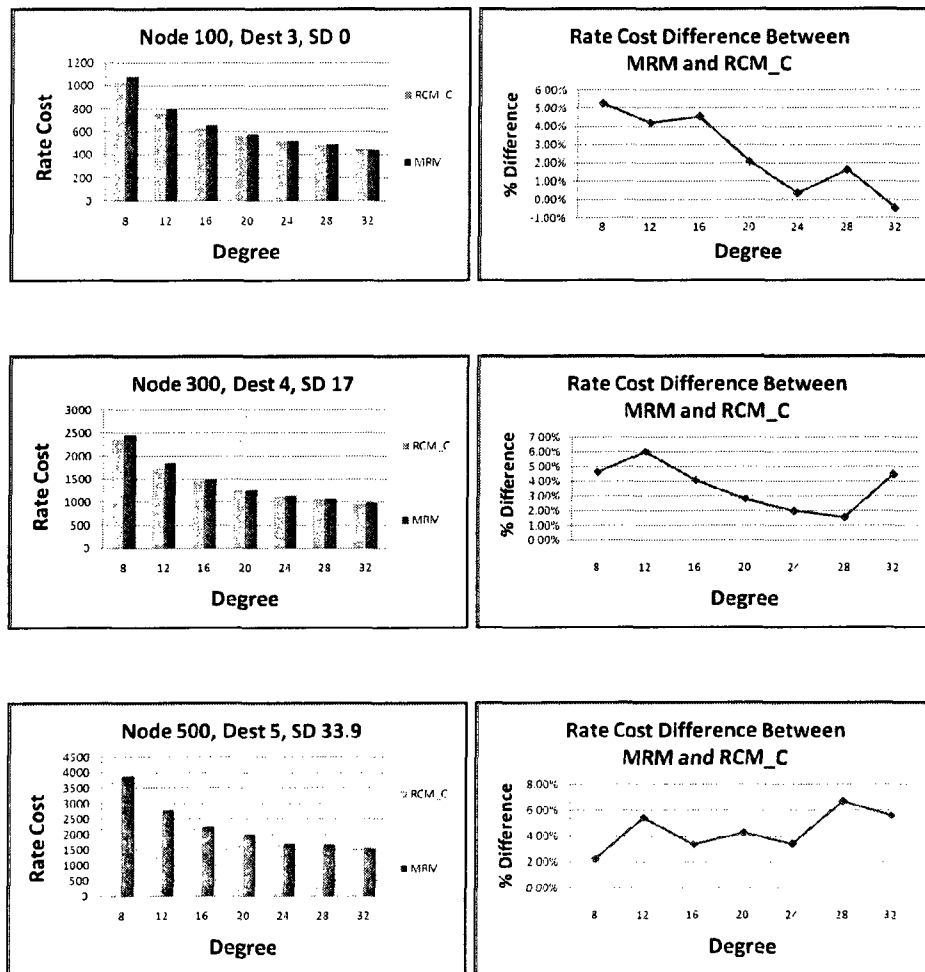 Node 100, Dest 3, SD 0
1200
1000
800
600
400
200
0
Rate Cost
8 12 16 20 24 28 32
Degree
RCM_C
MRM
Rate Cost Difference Between
MRM and RCM_C
6.00%
5.00%
4.00%
3.00%
2.00%
1.00%
0.00%
-1.00%
% Difference
8 12 16 20 24 28 32
Degree
Node 300, Dest 4, SD 17
3000
2500
2000
1500
1000
500
0
Rate Cost
8 12 16 20 24 28 32
Degree
RCM_C
MRM
Rate Cost Difference Between
MRM and RCM_C
7.00%
6.00%
5.00%
4.00%
3.00%
2.00%
1.00%
0.00%
% Difference
8 12 16 20 24 28 32
Degree
Node 500, Dest 5, SD 33.9
4500
4000
3500
3000
2500
2000
1500
1000
500
0
Rate Cost
8 12 16 20 24 28 32
Degree
RCM_C
MRM
Rate Cost Difference Between
MRM and RCM_C
8.00%
6.00%
4.00%
2.00%
0.00%
% Difference
8 12 16 20 24 28 32
Degree